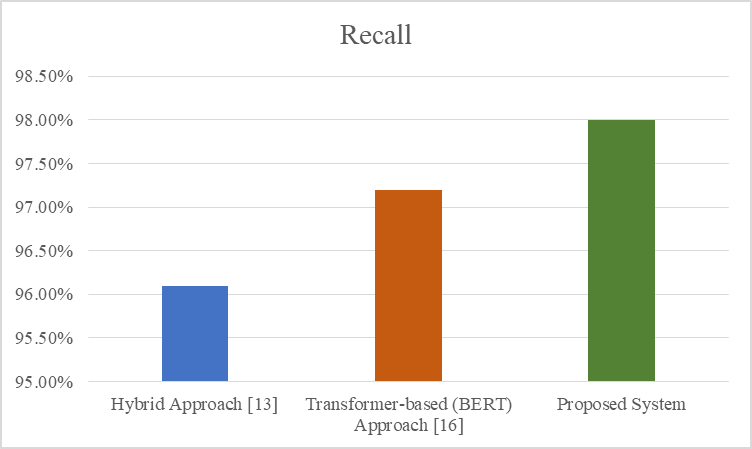 Recall
98.50%
98.00%
97.50%
97.00%
96.50%
96.00%
95.50%
95.00%
Hybrid Approach [13]
Transformer-based (BERT)
Approach [16]
Proposed System